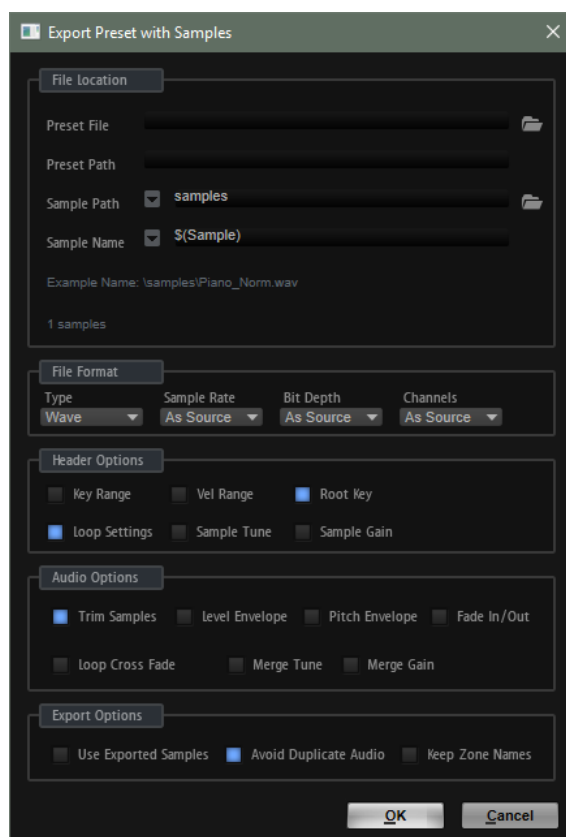 Export Preset with Samples
File Location
Preset File
Preset Path
Sample Path samples
Sample Name $(Sample)
Example Name: \samples\Piano_Norm.wav
1 samples
File Format
Type Sample Rate Bit Depth Channels
Wave As Source As Source As Source
Header Options
Key Range Vel Range Root Key
Loop Settings Sample Tune Sample Gain
Audio Options
Trim Samples Level Envelope Pitch Envelope Fade In/Out
Loop Cross Fade Merge Tune Merge Gain
Export Options
Use Exported Samples Avoid Duplicate Audio Keep Zone Names
OK Cancel